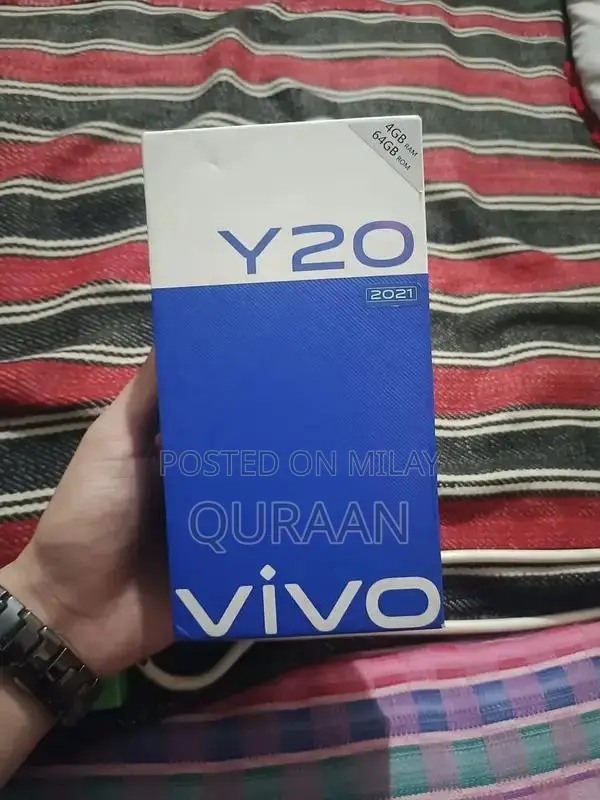 4GB RAM
64GB ROM
Y20
2021
POSTED ON MILAY
QURAAN
vivo